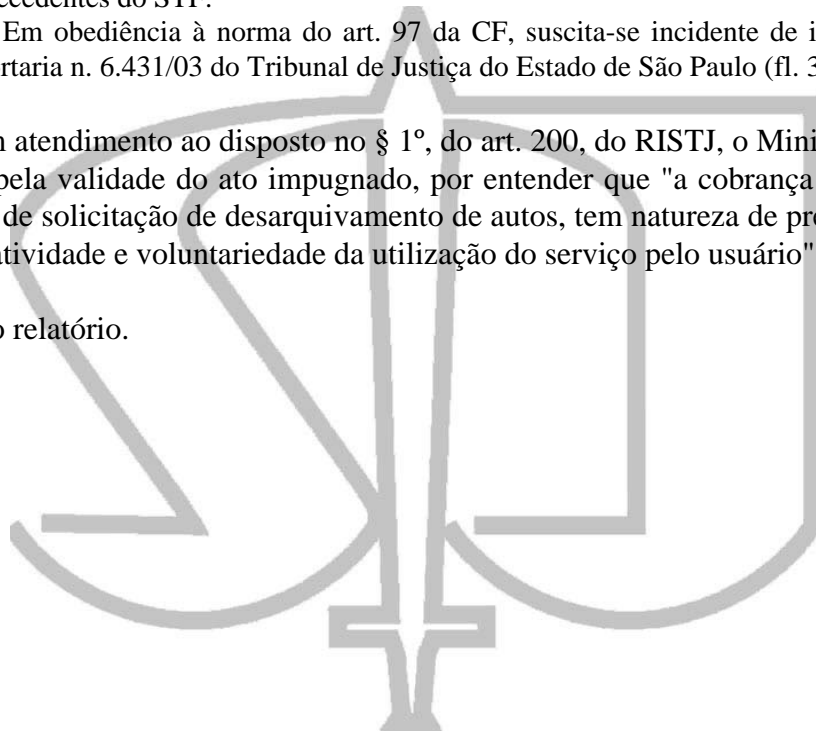 cedentes do STF.
Em obediência à norma do art. 97 da CF, suscita-se incidente de i
rtaria n. 6.431/03 do Tribunal de Justiça do Estado de São Paulo (fl. 3
atendimento ao disposto no § 1º, do art. 200, do RISTJ, o Mini
pela validade do ato impugnado, por entender que "a cobrança
de solicitação de desarquivamento de autos, tem natureza de pr
atividade e voluntariedade da utilização do serviço pelo usuário"
o relatório.